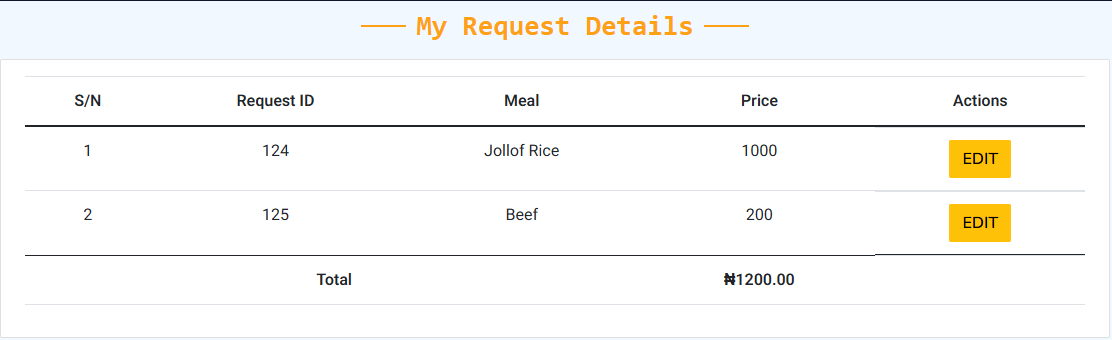 My Request Details
S/N Request ID Meal Price Actions
1 124 Jollof Rice 1000 EDIT
2 125 Beef 200 EDIT
Total ₦1200.00